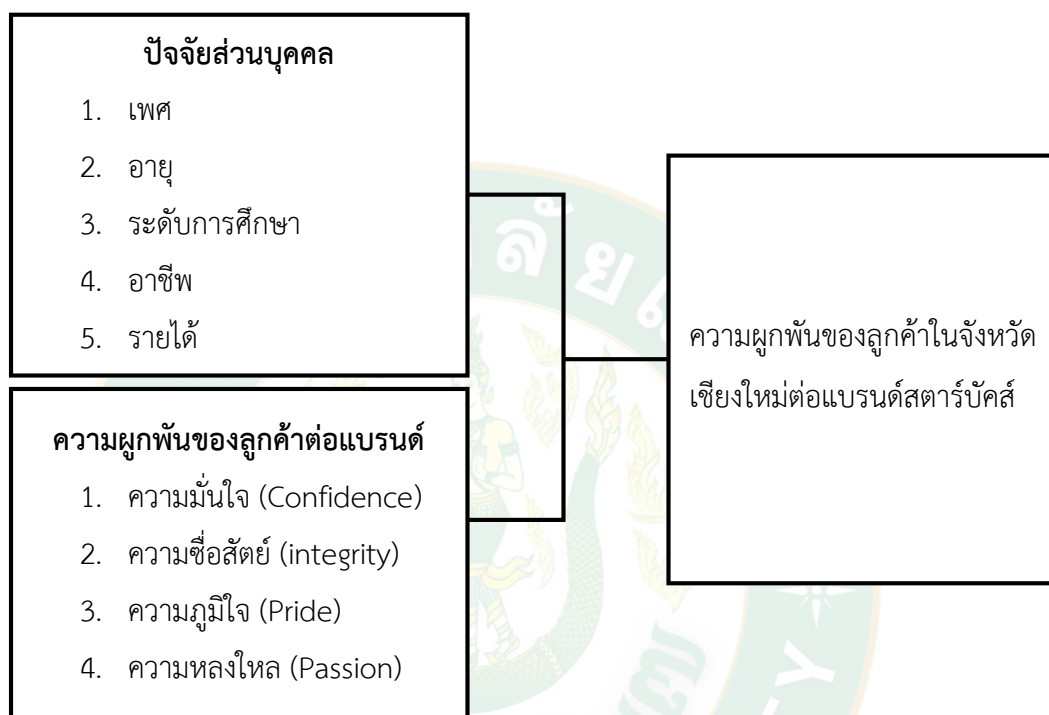 ปัจจัยส่วนบุคคล
1. เพศ
2. อายุ
3. ระดับการศึกษา
4. อาชีพ
5. รายได้
ความผูกพันของลูกค้าต่อแบรนด์
1. ความมั่นใจ (Confidence)
2. ความซื่อสัตย์ (integrity)
3. ความภูมิใจ (Pride)
4. ความหลงใหล (Passion)
ความผูกพันของลูกค้าในจังหวัด
เชียงใหม่ต่อแบรนด์สตาร์บัคส์